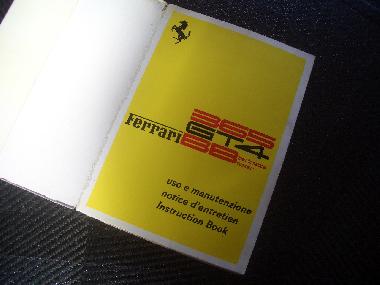 365
Ferrari GT4
BB
uso e manutenzione
notice d'entretien
Instruction Book